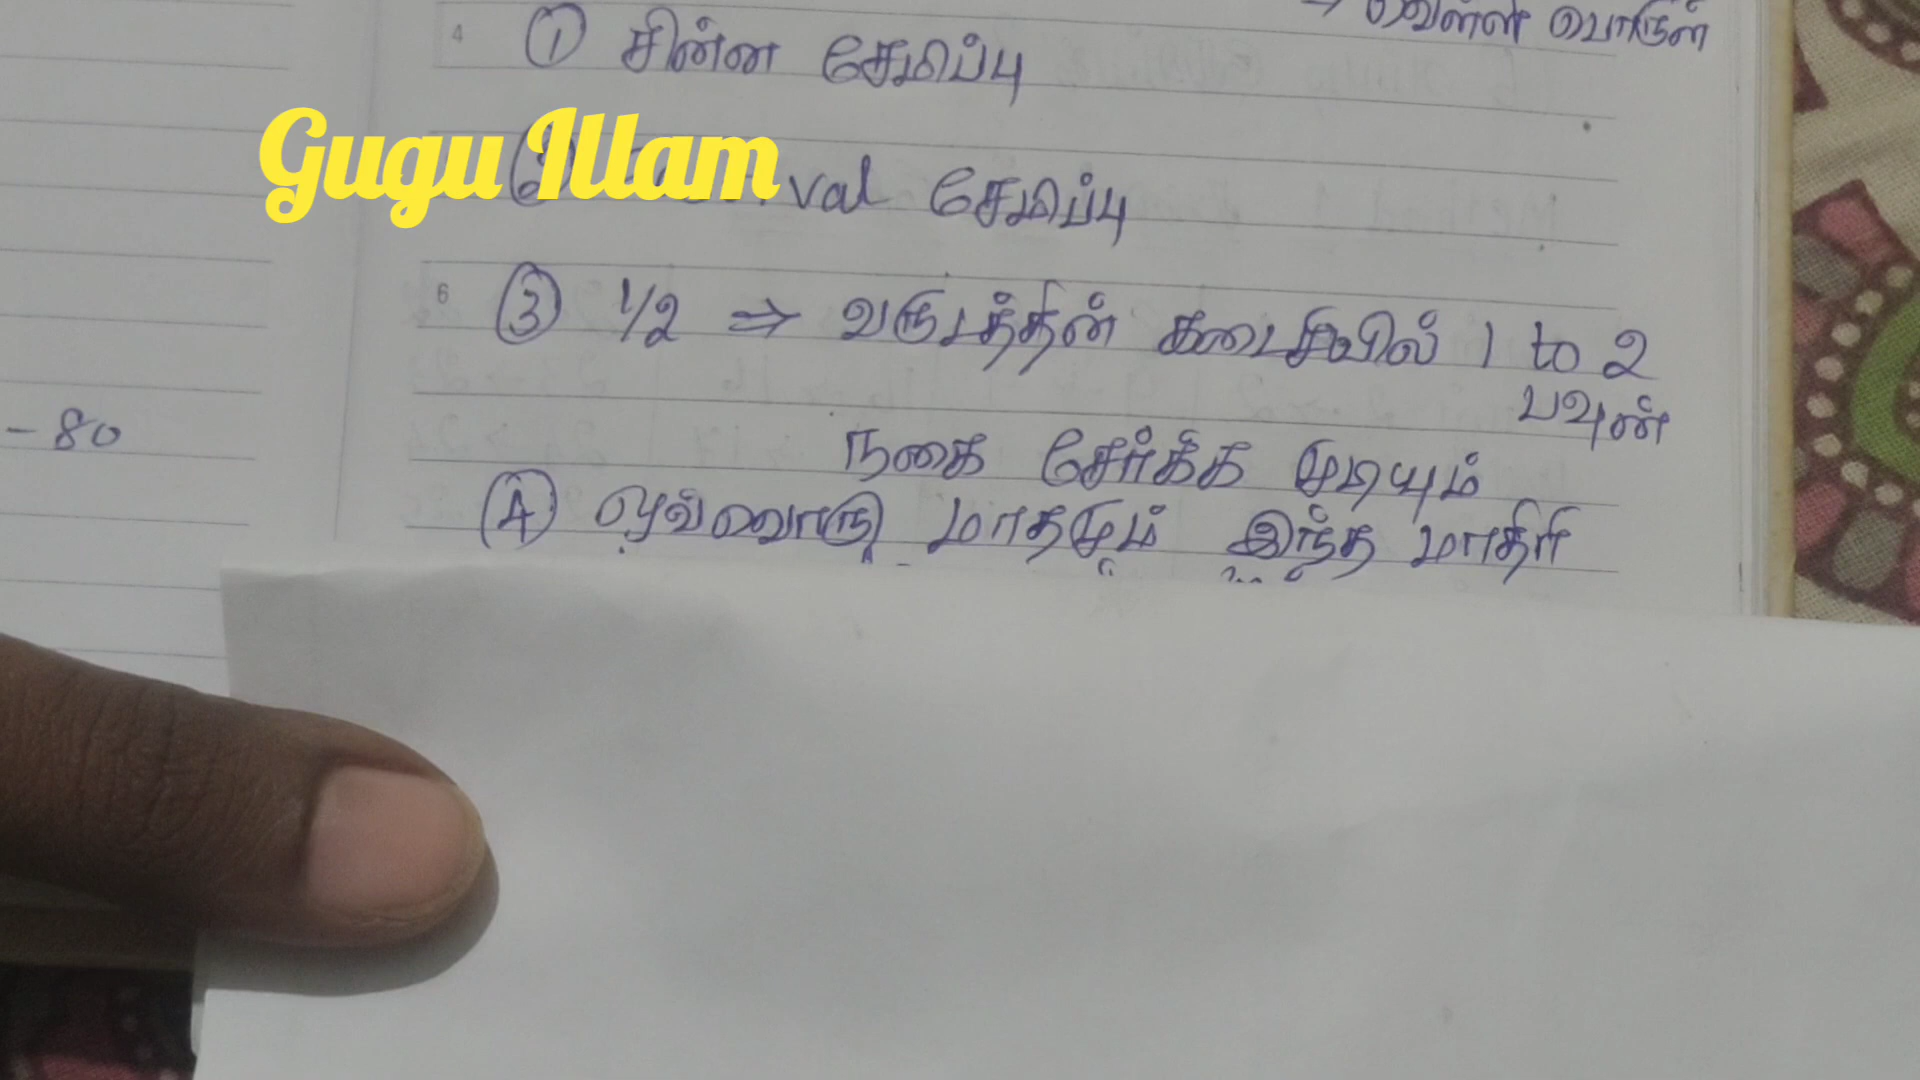 → வெள்ளி பொருள்
4
① சின்ன சேமிப்பு
Gugu Illam
② val சேமிப்பு
6
③ 1/2 ⇒ வருடத்தின் கடைசியில் 1 to 2
பவுண்
- 80
நகை சேர்க்க முடியும்
④ ஒவ்வொரு மாதமும் இந்த மாதிரி